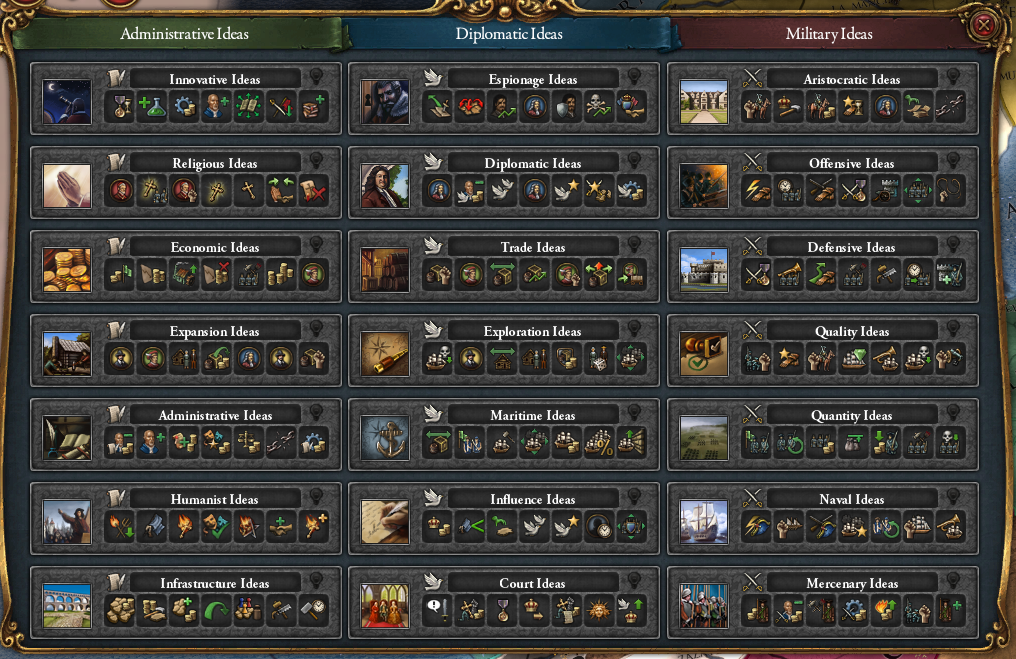 Administrative Ideas Diplomatic Ideas Military Ideas
Innovative Ideas Espionage Ideas Aristocratic Ideas
Religious Ideas Diplomatic Ideas Offensive Ideas
Economic Ideas Trade Ideas Defensive Ideas
Expansion Ideas Exploration Ideas Quality Ideas
Administrative Ideas Maritime Ideas Quantity Ideas
Humanist Ideas Influence Ideas Naval Ideas
Infrastructure Ideas Court Ideas Mercenary Ideas